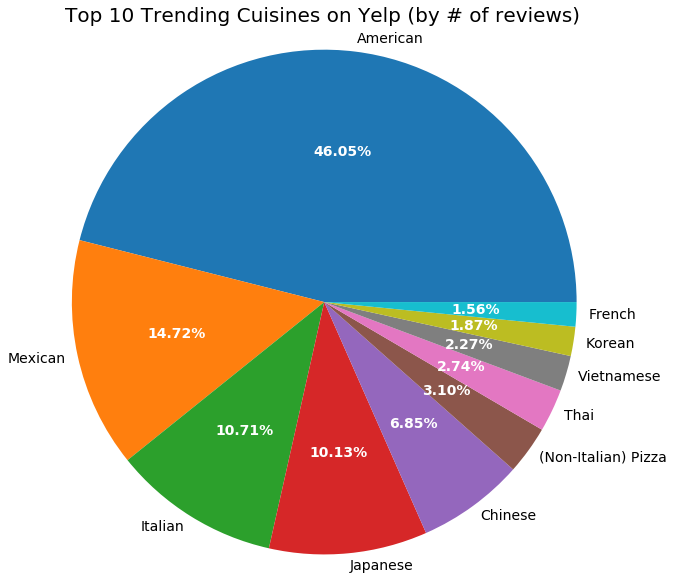 Top 10 Trending Cuisines on Yelp (by # of reviews)
American
46.05%
14.72%
Mexican
10.71%
Italian
10.13%
Japanese
6.85%
Chinese
3.10%
(Non-Italian) Pizza
2.74%
Thai
2.27%
Vietnamese
1.87%
Korean
1.56%
French